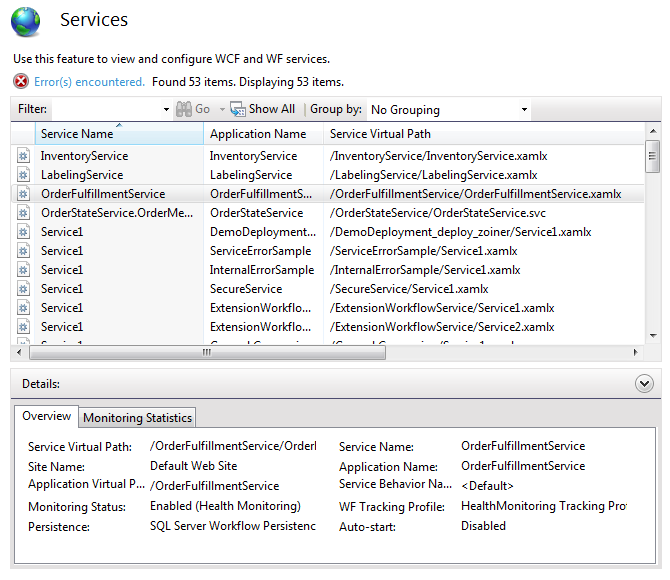 Services
Use this feature to view and configure WCF and WF services.
Error(s) encountered. Found 53 items. Displaying 53 items.
Filter: Go Show All Group by: No Grouping
Service Name Application Name Service Virtual Path
InventoryService InventoryService /InventoryService/InventoryService.xamlx
LabelingService LabelingService /LabelingService/LabelingService.xamlx
OrderFulfillmentService OrderFulfillmentS... /OrderFulfillmentService/OrderFulfillmentService.xamlx
OrderStateService.OrderMe... OrderStateService /OrderStateService/OrderStateService.svc
Service1 DemoDeployment... /DemoDeployment_deploy_zoiner/Service1.xamlx
Service1 ServiceErrorSample /ServiceErrorSample/Service1.xamlx
Service1 InternalErrorSample /InternalErrorSample/Service1.xamlx
Service1 SecureService /SecureService/Service1.xamlx
Service1 ExtensionWorkflo... /ExtensionWorkflowService/Service1.xamlx
Service1 ExtensionWorkflo... /ExtensionWorkflowService/Service2.xamlx
Service1
Details:
Overview Monitoring Statistics
Service Virtual Path: /OrderFulfillmentService/Orderl Service Name: OrderFulfillmentService
Site Name: Default Web Site Application Name: OrderFulfillmentService
Application Virtual P... /OrderFulfillmentService Service Behavior Na... <Default>
Monitoring Status: Enabled (Health Monitoring) WF Tracking Profile: HealthMonitoring Tracking Pro
Persistence: SQL Server Workflow Persistenc Auto-start: Disabled